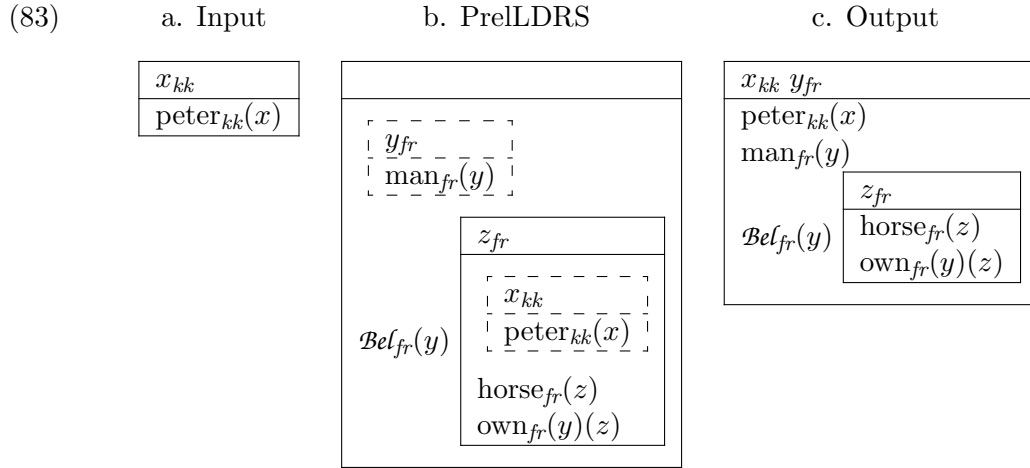 (83) a. Input b. PrelLDRS c. Output
x_kk
peter_kk(x)
y_fr
man_fr(y)
Bel_fr(y)
z_fr
x_kk
peter_kk(x)
horse_fr(z)
own_fr(y)(z)
x_kk y_fr
peter_kk(x)
man_fr(y)
Bel_fr(y)
z_fr
horse_fr(z)
own_fr(y)(z)